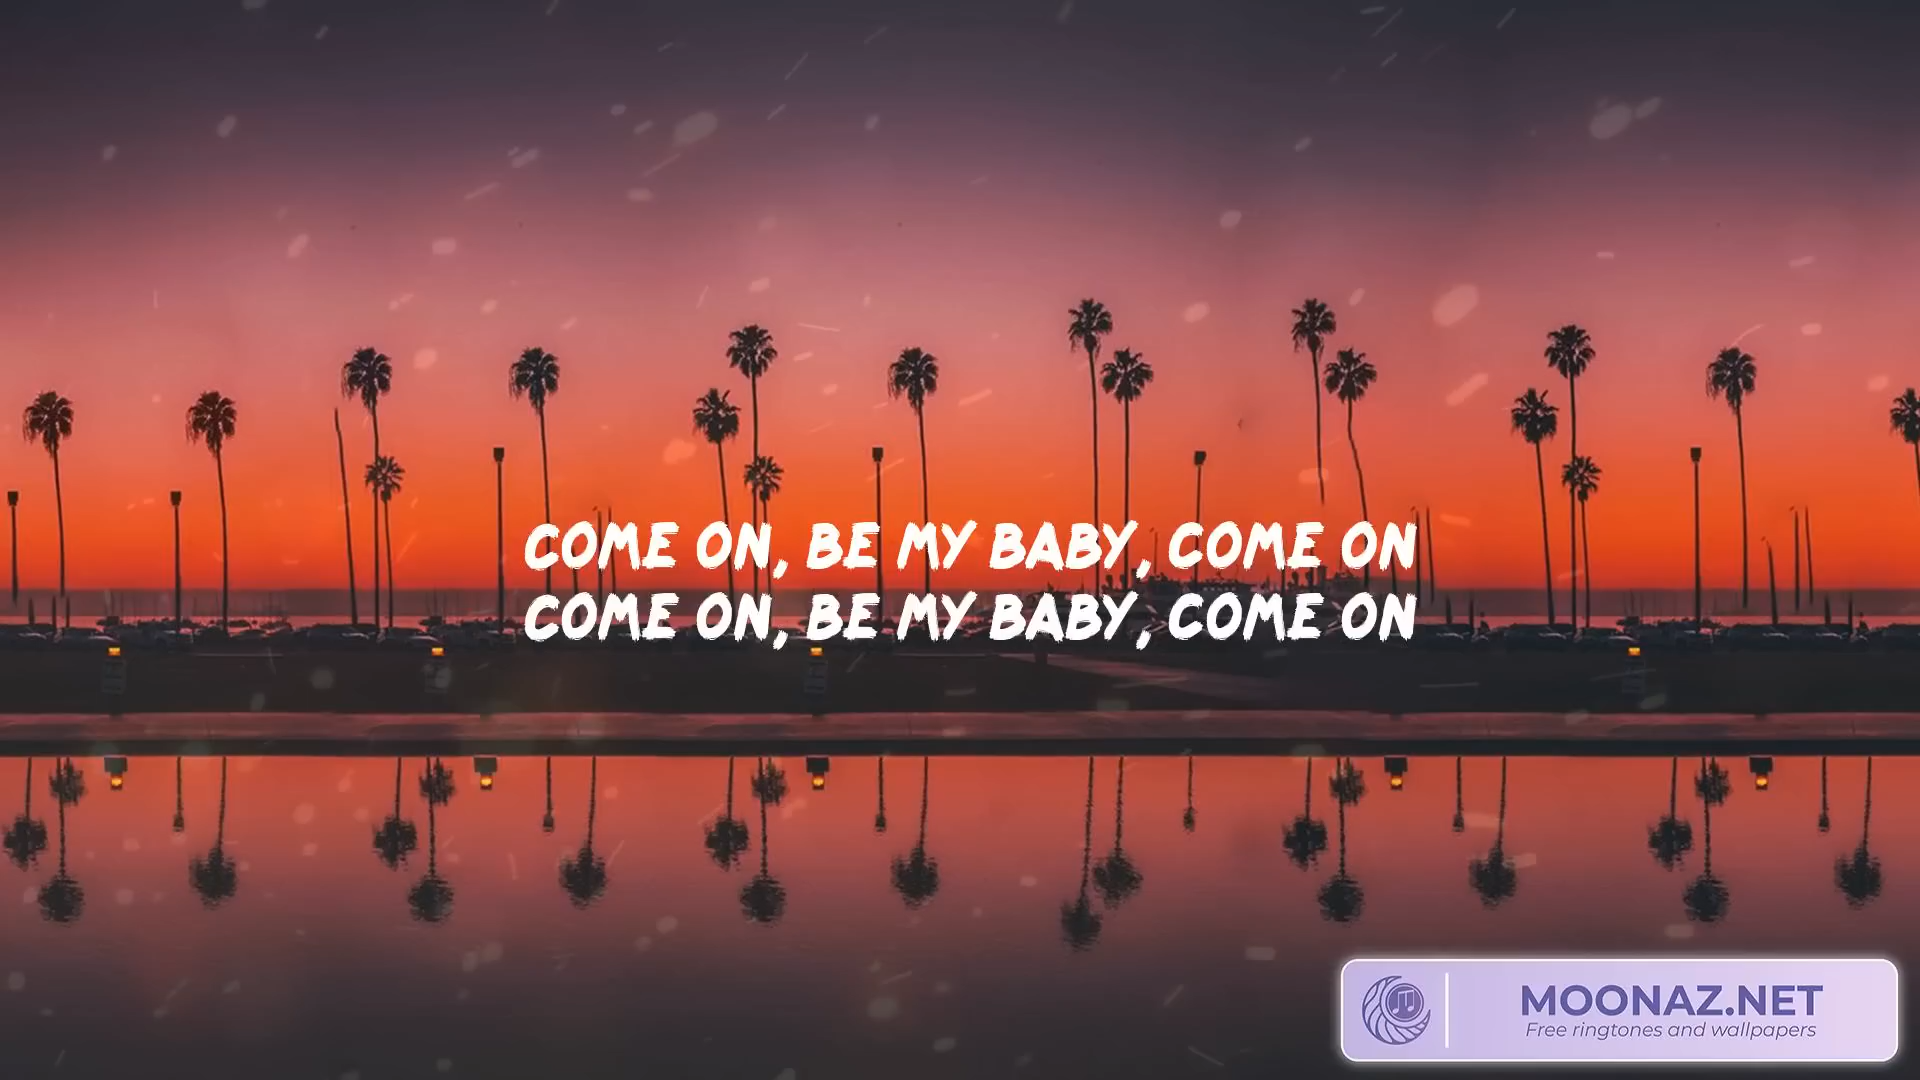 COME ON, BE MY BABY, COME ON
COME ON, BE MY BABY, COME ON
MOONAZ.NET
Free ringtones and wallpapers